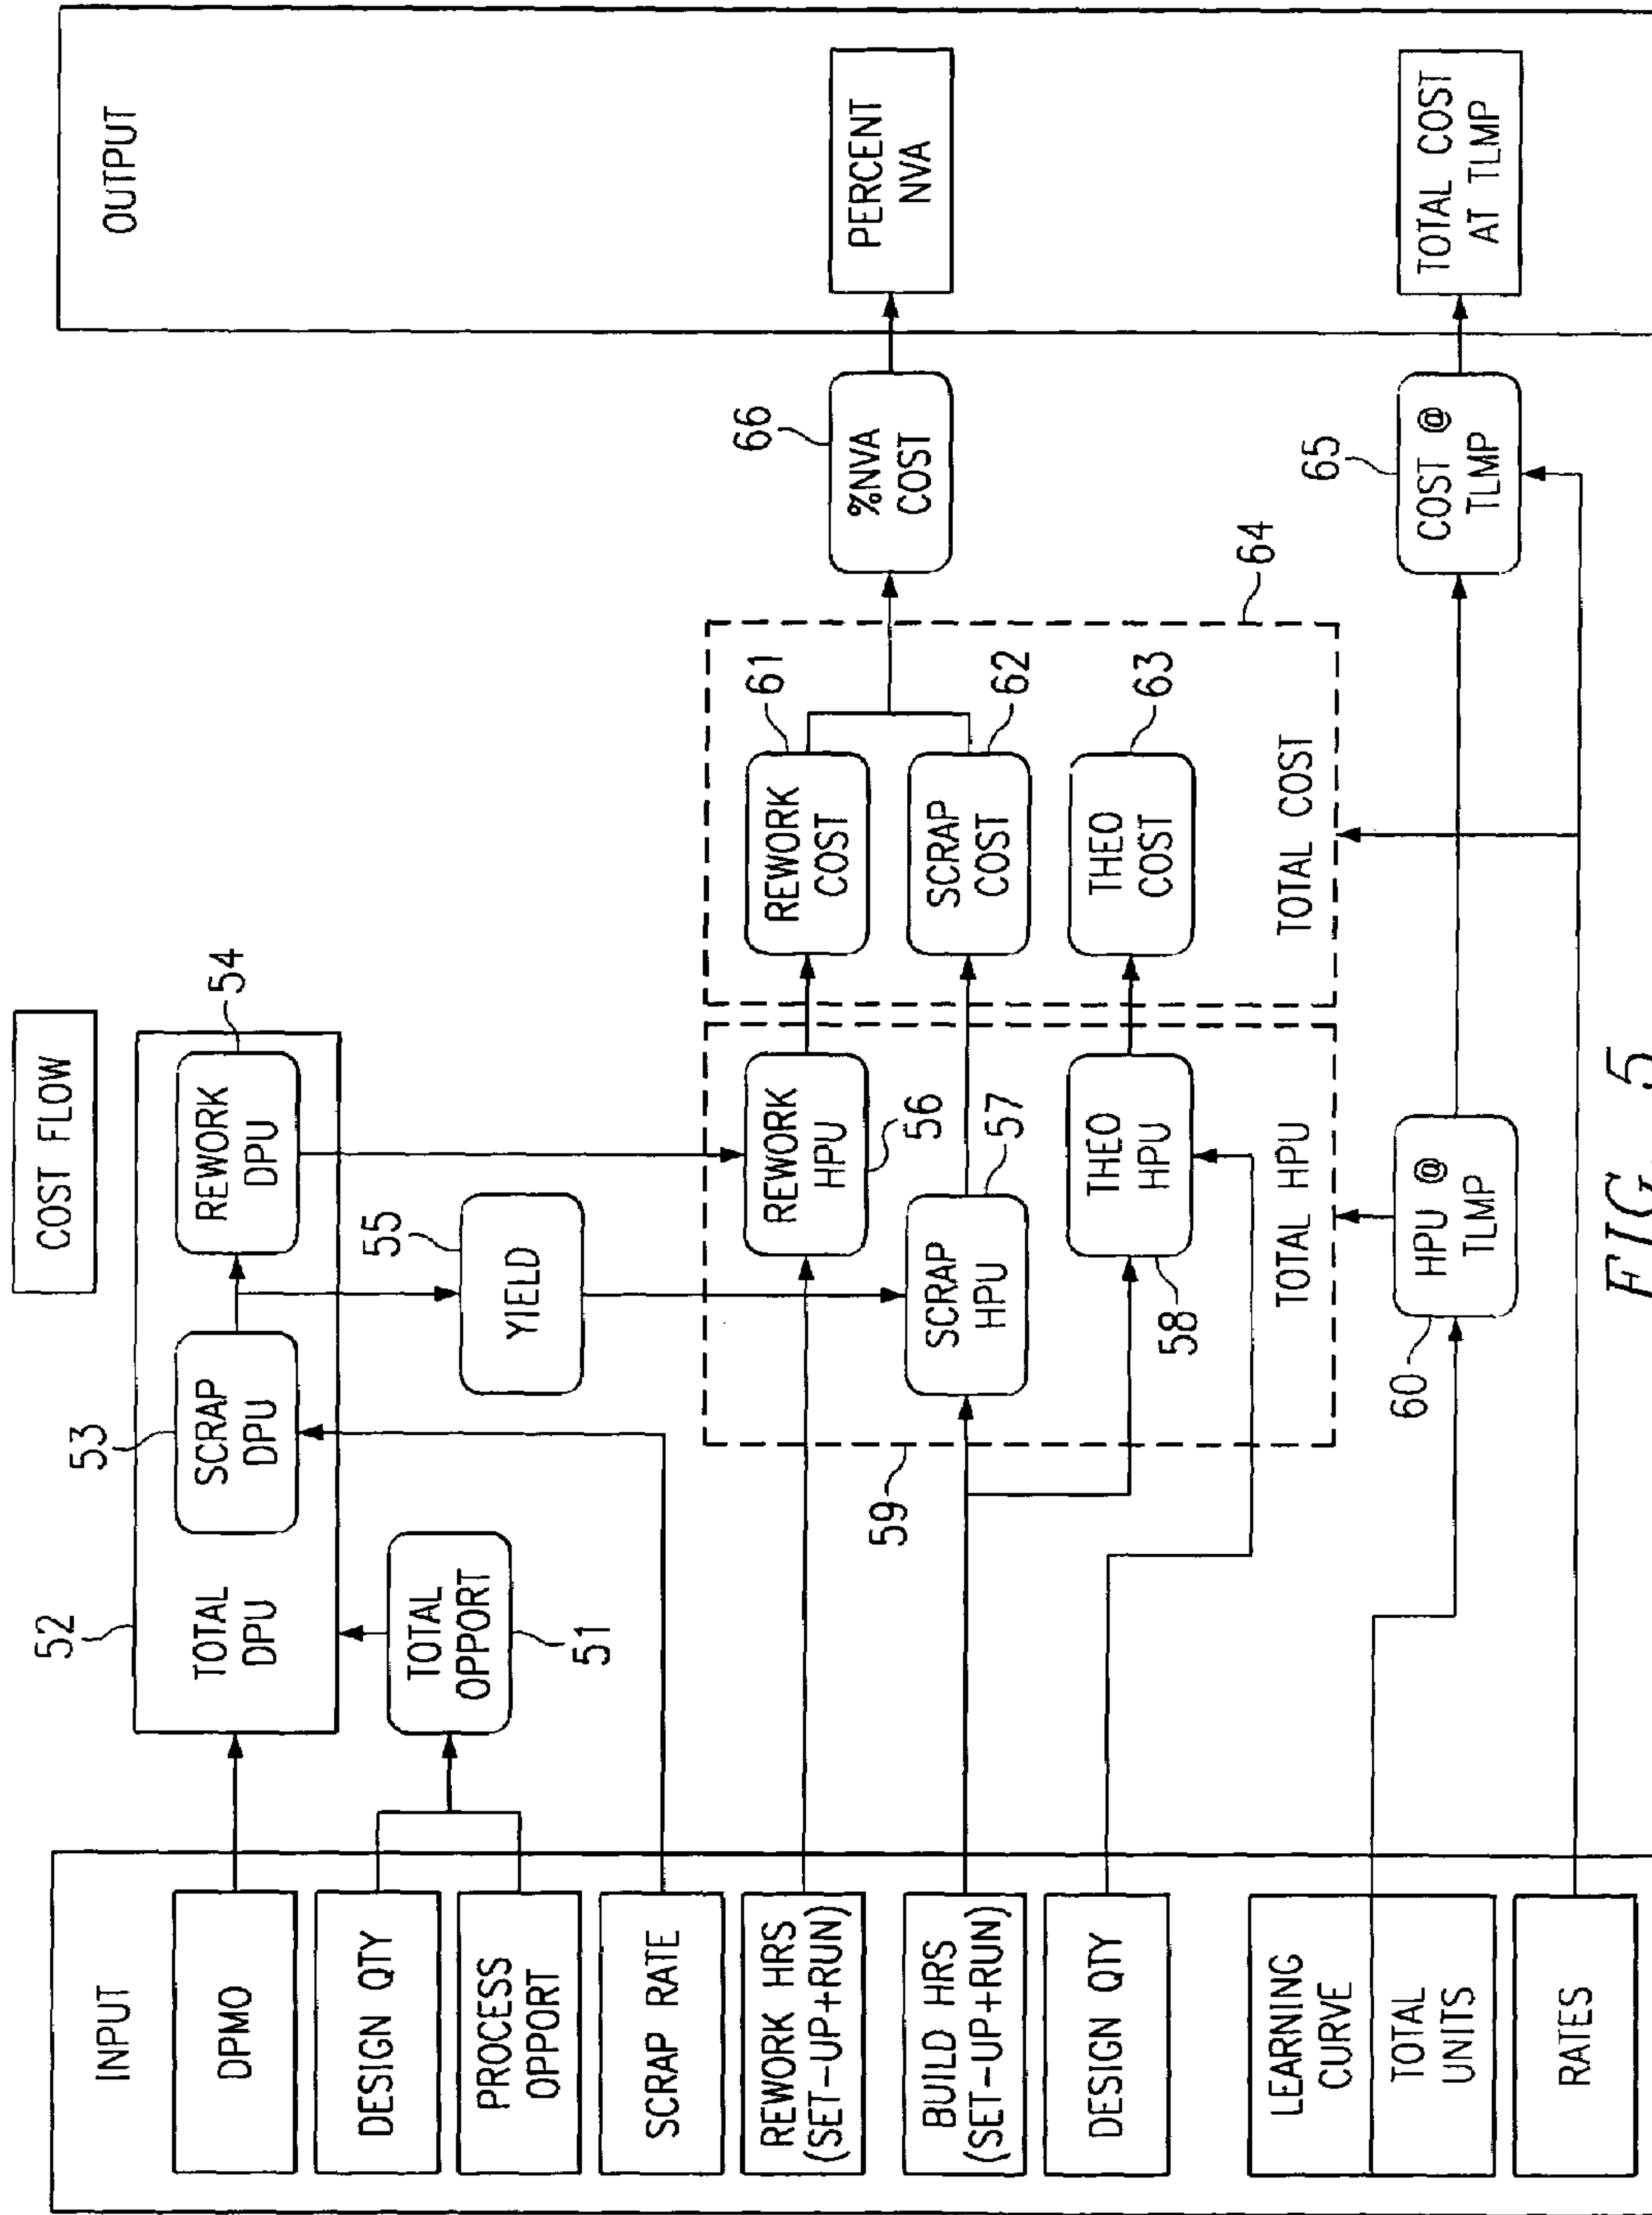 COST FLOW
INPUT
DPMO
DESIGN QTY
PROCESS
OPPORT
SCRAP RATE
REWORK HRS
(SET-UP+RUN)
BUILD HRS
(SET-UP+RUN)
DESIGN QTY
LEARNING
CURVE
TOTAL
UNITS
RATES
52
TOTAL
DPU
53
SCRAP
DPU
54
REWORK
DPU
TOTAL
OPPORT
51
55
YIELD
REWORK
HPU
56
SCRAP
HPU
57
THEO
HPU
58
59
TOTAL HPU
60
HPU @
TLMP
61
REWORK
COST
62
SCRAP
COST
63
THEO
COST
TOTAL COST
64
66
%NVA
COST
65
COST @
TLMP
OUTPUT
PERCENT
NVA
TOTAL COST
AT TLMP
FIG. 5